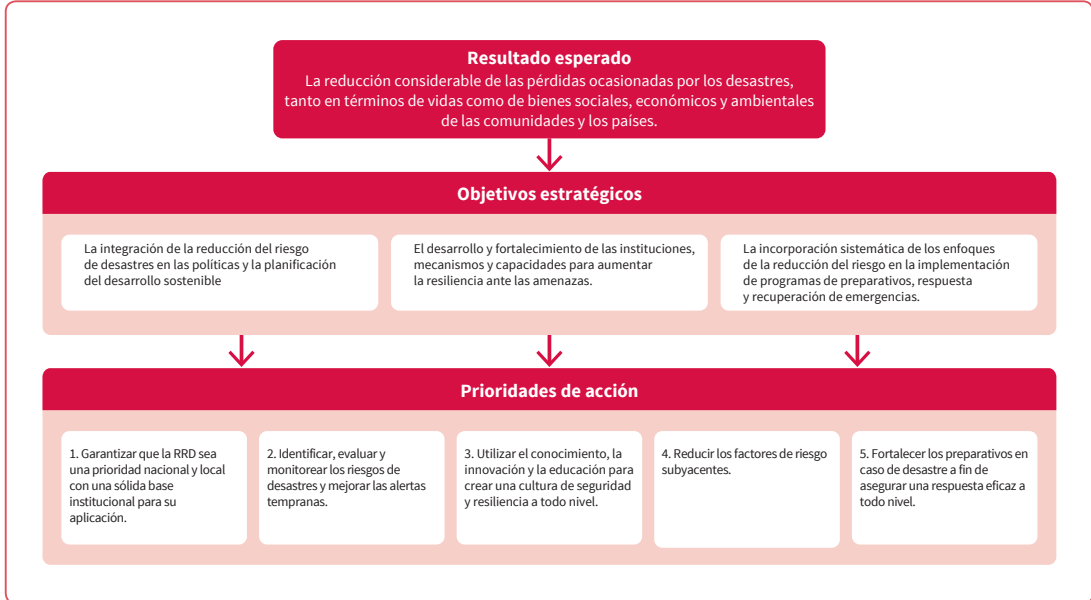 Resultado esperado
La reducción considerable de las pérdidas ocasionadas por los desastres,
tanto en términos de vidas como de bienes sociales, económicos y ambientales
de las comunidades y los países.
Objetivos estratégicos
La integración de la reducción del riesgo
de desastres en las políticas y la planificación
del desarrollo sostenible
El desarrollo y fortalecimiento de las instituciones,
mecanismos y capacidades para aumentar
la resiliencia ante las amenazas.
La incorporación sistemática de los enfoques
de la reducción del riesgo en la implementación
de programas de preparativos, respuesta
y recuperación de emergencias.
Prioridades de acción
1. Garantizar que la RRD sea
una prioridad nacional y local
con una sólida base
institucional para su
aplicación.
2. Identificar, evaluar y
monitorear los riesgos de
desastres y mejorar las alertas
tempranas.
3. Utilizar el conocimiento, la
innovación y la educación para
crear una cultura de seguridad
y resiliencia a todo nivel.
4. Reducir los factores de riesgo
subyacentes.
5. Fortalecer los preparativos en
caso de desastre a fin de
asegurar una respuesta eficaz a
todo nivel.